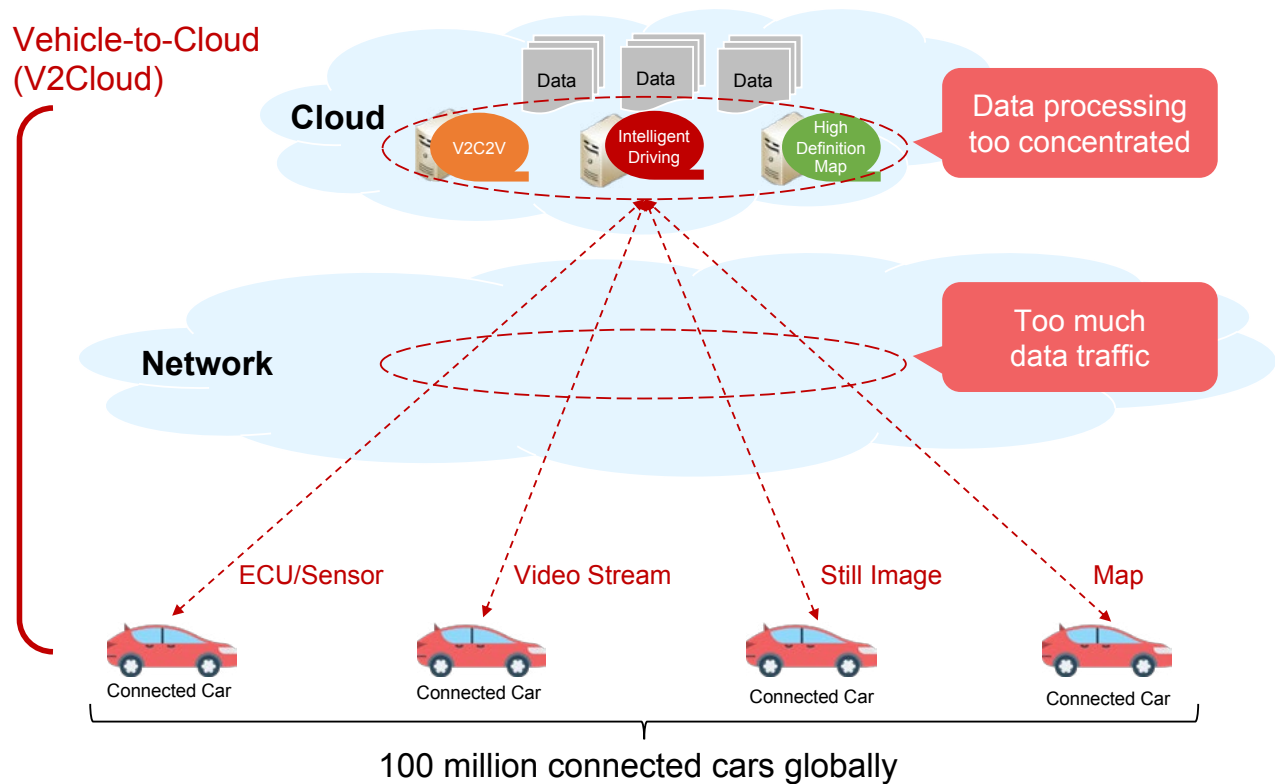 Vehicle-to-Cloud
(V2Cloud)
Data
Data
Data
Cloud
V2C2V
Intelligent
Driving
High
Definition
Map
Data processing
too concentrated
Network
Too much
data traffic
ECU/Sensor
Video Stream
Still Image
Map
Connected Car
Connected Car
Connected Car
Connected Car
100 million connected cars globally